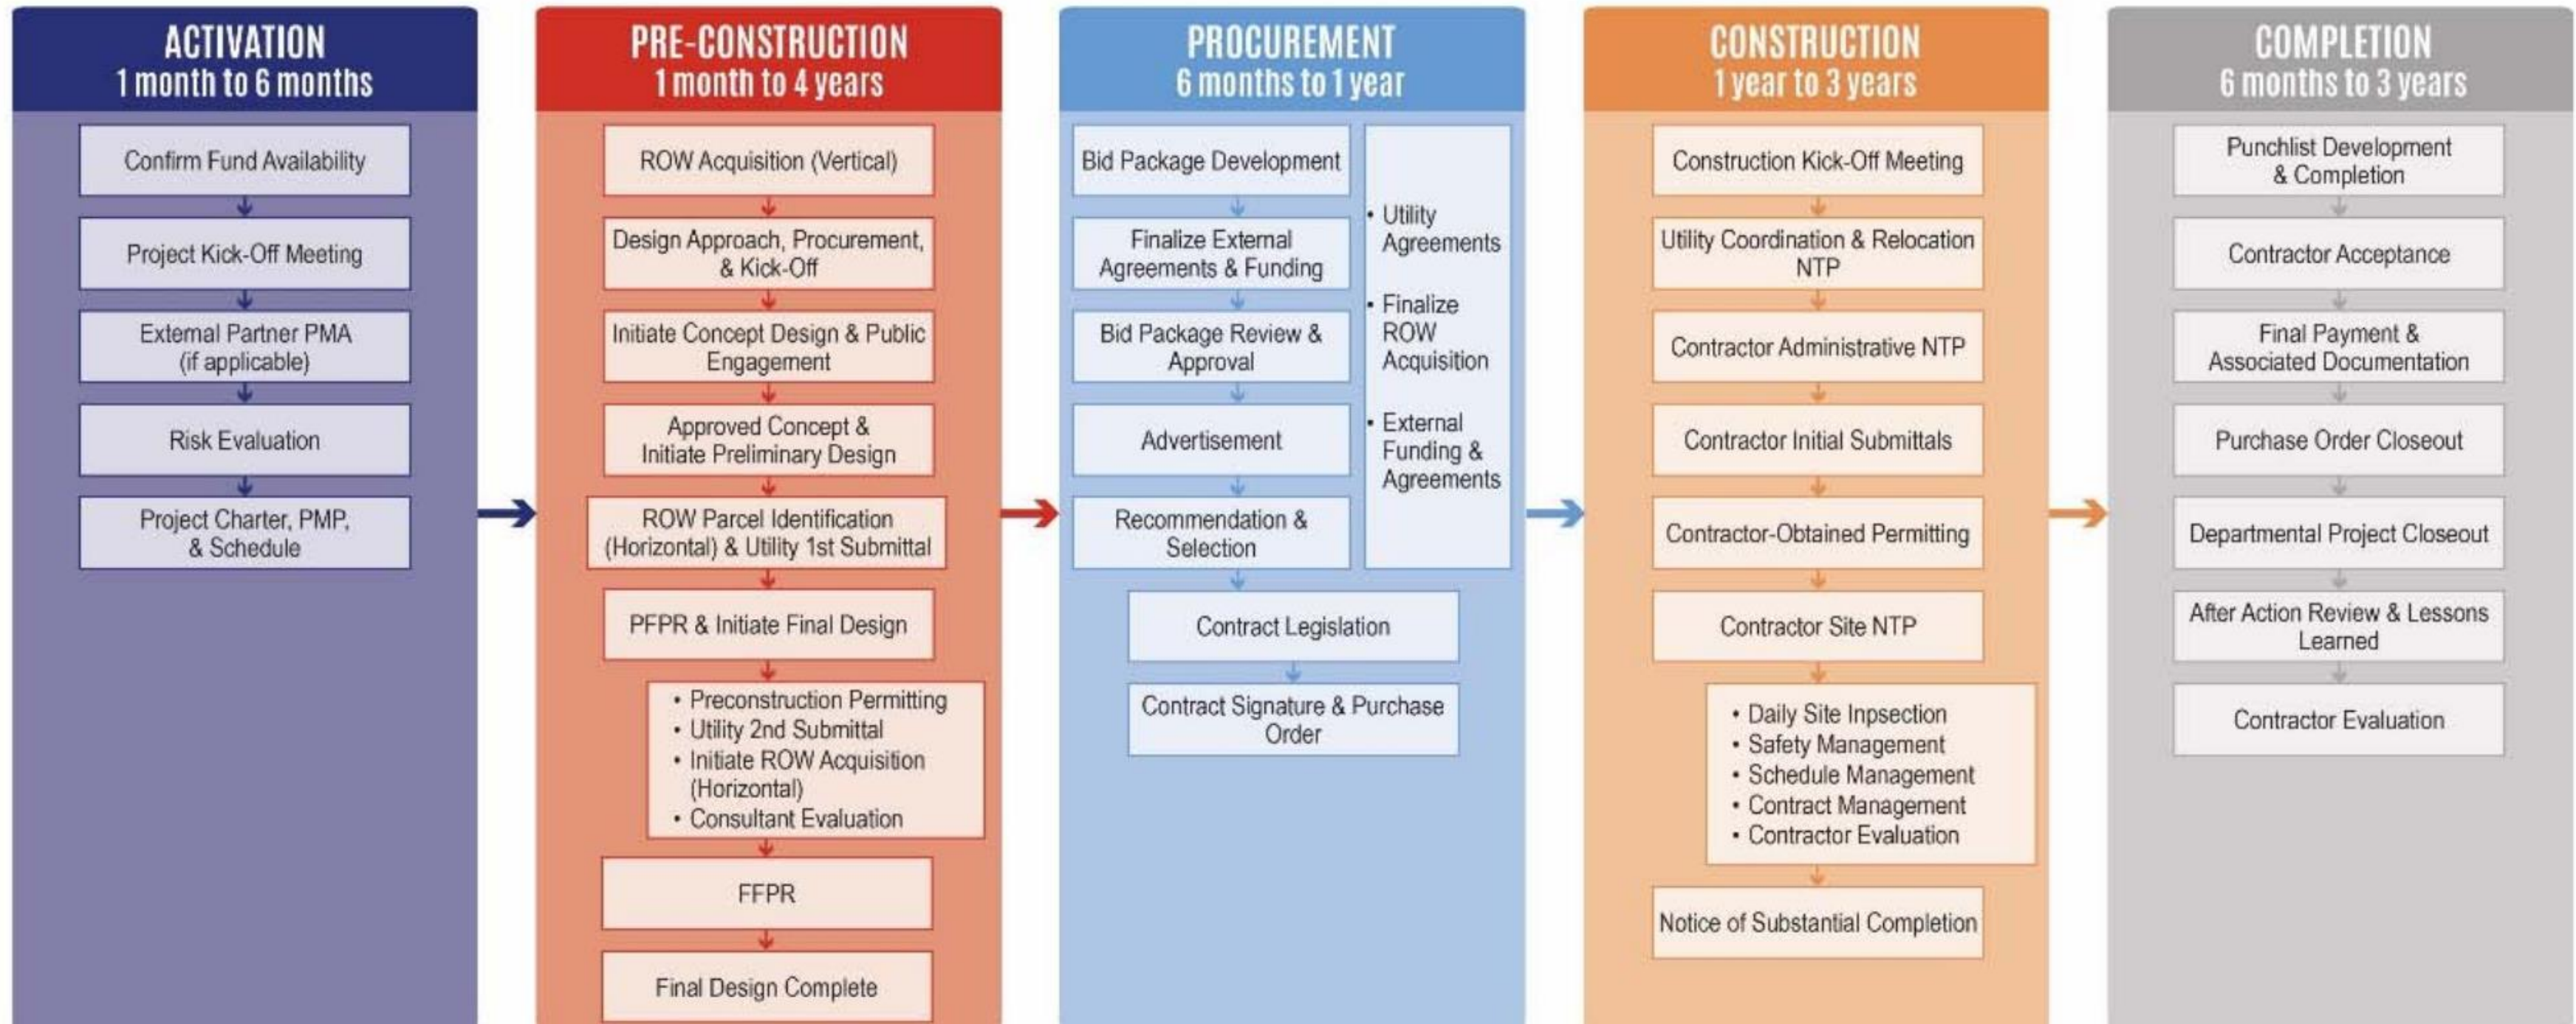 ACTIVATION
1 month to 6 months
Confirm Fund Availability
Project Kick-Off Meeting
External Partner PMA
(if applicable)
Risk Evaluation
Project Charter, PMP,
& Schedule
PRE-CONSTRUCTION
1 month to 4 years
ROW Acquisition (Vertical)
Design Approach, Procurement,
& Kick-Off
Initiate Concept Design & Public
Engagement
Approved Concept &
Initiate Preliminary Design
ROW Parcel Identification
(Horizontal) & Utility 1st Submittal
PFPR & Initiate Final Design
• Preconstruction Permitting
• Utility 2nd Submittal
• Initiate ROW Acquisition
(Horizontal)
• Consultant Evaluation
FFPR
Final Design Complete
PROCUREMENT
6 months to 1 year
Bid Package Development
Finalize External
Agreements & Funding
Bid Package Review &
Approval
Advertisement
Recommendation &
Selection
• Utility
Agreements
• Finalize
ROW
Acquisition
• External
Funding &
Agreements
Contract Legislation
Contract Signature & Purchase
Order
CONSTRUCTION
1 year to 3 years
Construction Kick-Off Meeting
Utility Coordination & Relocation
NTP
Contractor Administrative NTP
Contractor Initial Submittals
Contractor-Obtained Permitting
Contractor Site NTP
• Daily Site Inpsection
• Safety Management
• Schedule Management
• Contract Management
• Contractor Evaluation
Notice of Substantial Completion
COMPLETION
6 months to 3 years
Punchlist Development
& Completion
Contractor Acceptance
Final Payment &
Associated Documentation
Purchase Order Closeout
Departmental Project Closeout
After Action Review & Lessons
Learned
Contractor Evaluation